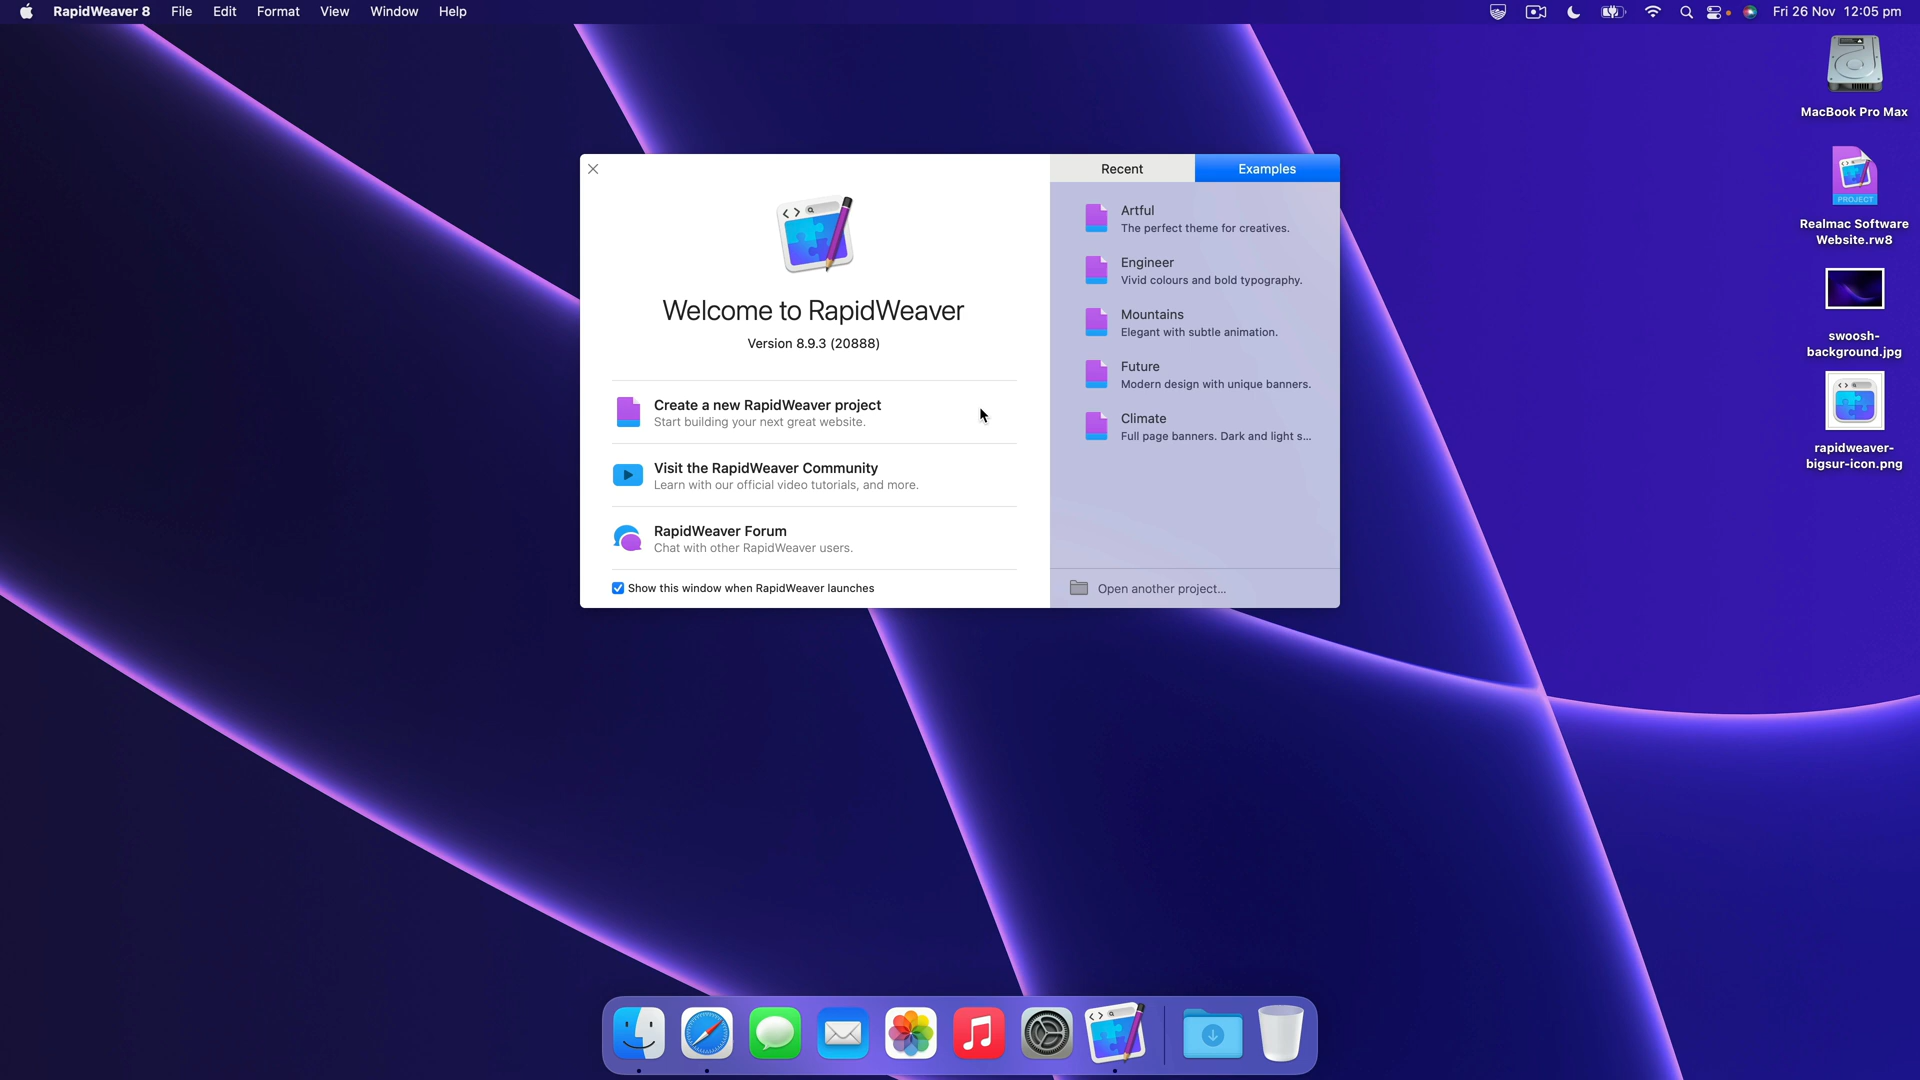 RapidWeaver 8 File Edit Format View Window Help
Fri 26 Nov 12:05 pm
MacBook Pro Max
PROJECT
Realmac Software
Website.rw8
swoosh-
background.jpg
rapidweaver-
bigsur-icon.png
Welcome to RapidWeaver
Version 8.9.3 (20888)
Create a new RapidWeaver project
Start building your next great website.
Visit the RapidWeaver Community
Learn with our official video tutorials, and more.
RapidWeaver Forum
Chat with other RapidWeaver users.
Show this window when RapidWeaver launches
Recent
Examples
Artful
The perfect theme for creatives.
Engineer
Vivid colours and bold typography.
Mountains
Elegant with subtle animation.
Future
Modern design with unique banners.
Climate
Full page banners. Dark and light s...
Open another project...